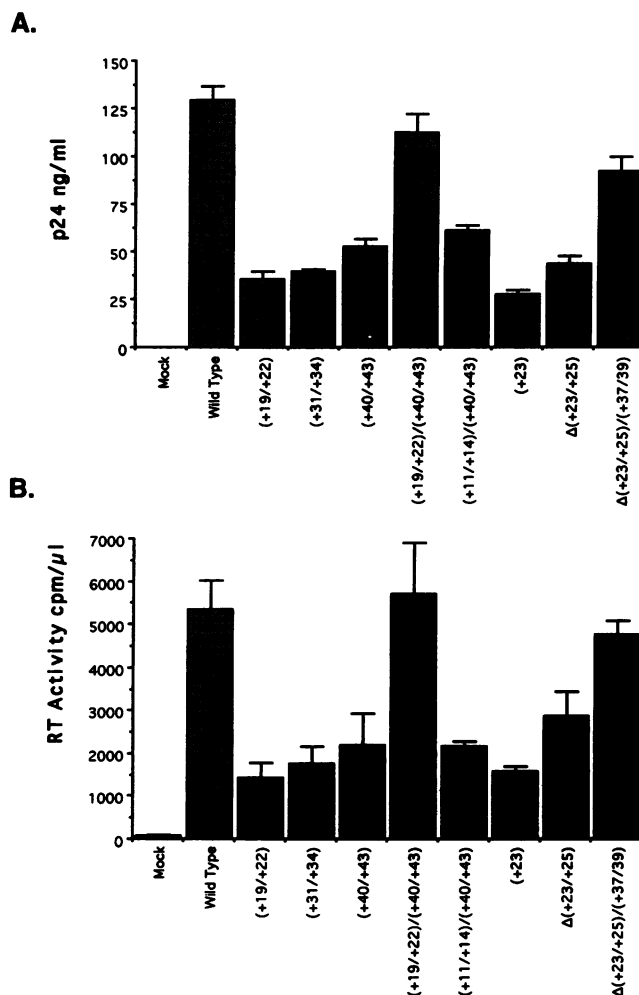 A.
p24 ng/ml
150
125
100
75
50
25
0
Mock
Wild Type
(+19/+22)
(+31/+34)
(+40/+43)
(+19/+22)/(+40/+43)
(+11/+14)/(+40/+43)
(+23)
Δ(+23/+25)
Δ(+23/+25)/(+37/39)
B.
RT Activity cpm/µl
7000
6000
5000
4000
3000
2000
1000
0
Mock
Wild Type
(+19/+22)
(+31/+34)
(+40/+43)
(+19/+22)/(+40/+43)
(+11/+14)/(+40/+43)
(+23)
Δ(+23/+25)
Δ(+23/+25)/(+37/39)